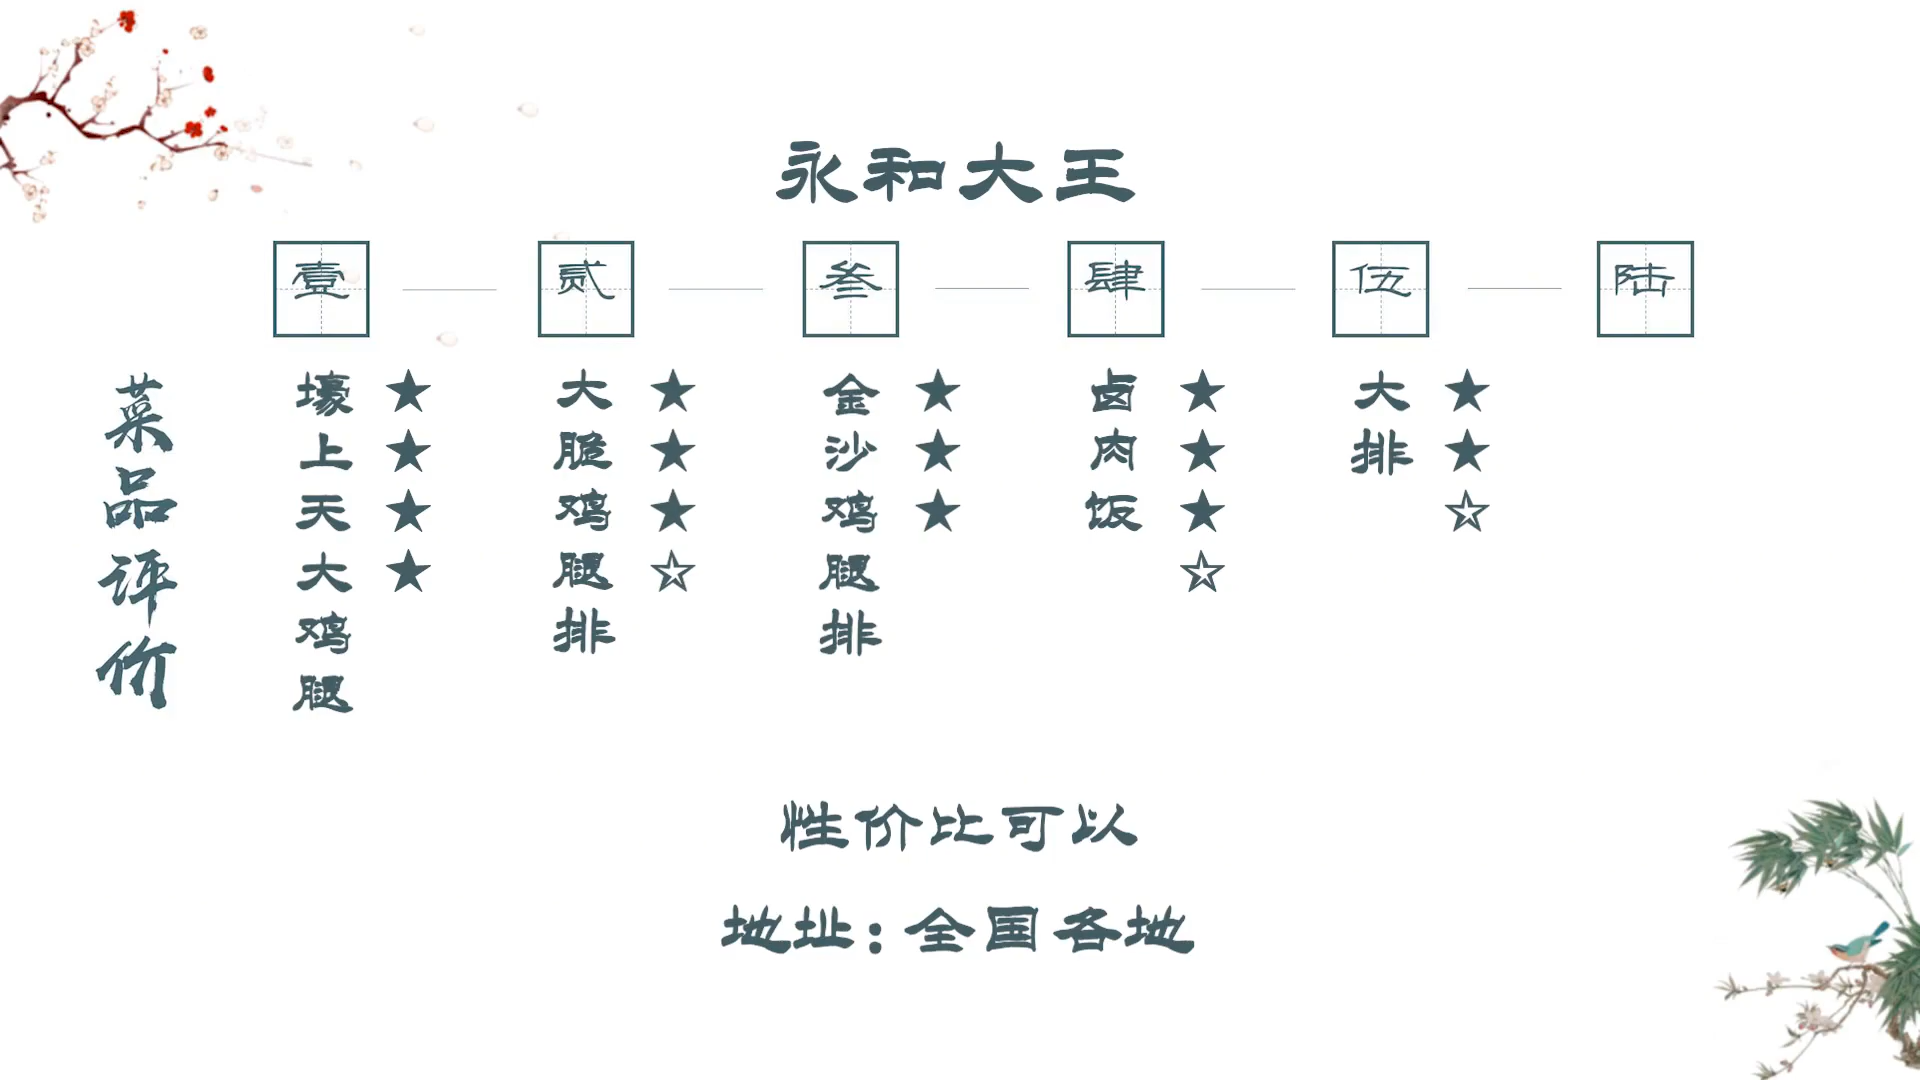 永和大王
壹 贰 叁 肆 伍 陆
菜品评价
壕上天大鸡腿
★★★★
大脆鸡腿排
★★★☆
金沙鸡腿排
★★★
卤肉饭
★★★☆
大排
★★☆
性价比可以
地址：全国各地